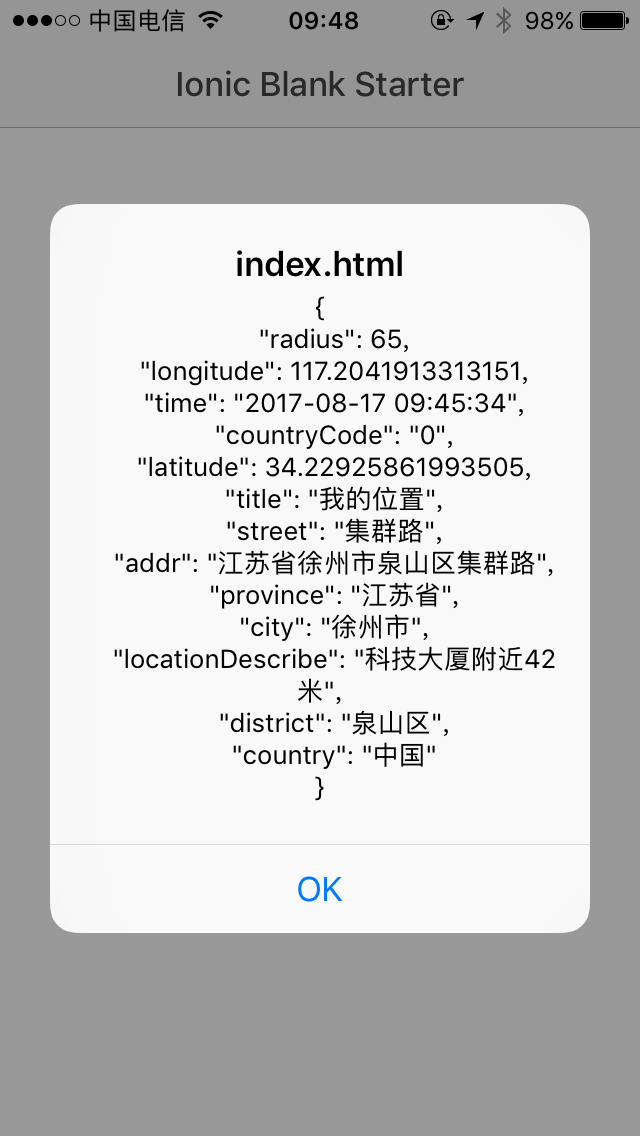 中国电信 09:48 98%
Ionic Blank Starter
index.html
{
"radius": 65,
"longitude": 117.2041913313151,
"time": "2017-08-17 09:45:34",
"countryCode": "0",
"latitude": 34.22925861993505,
"title": "我的位置",
"street": "集群路",
"addr": "江苏省徐州市泉山区集群路",
"province": "江苏省",
"city": "徐州市",
"locationDescribe": "科技大厦附近42
米",
"district": "泉山区",
"country": "中国"
}
OK